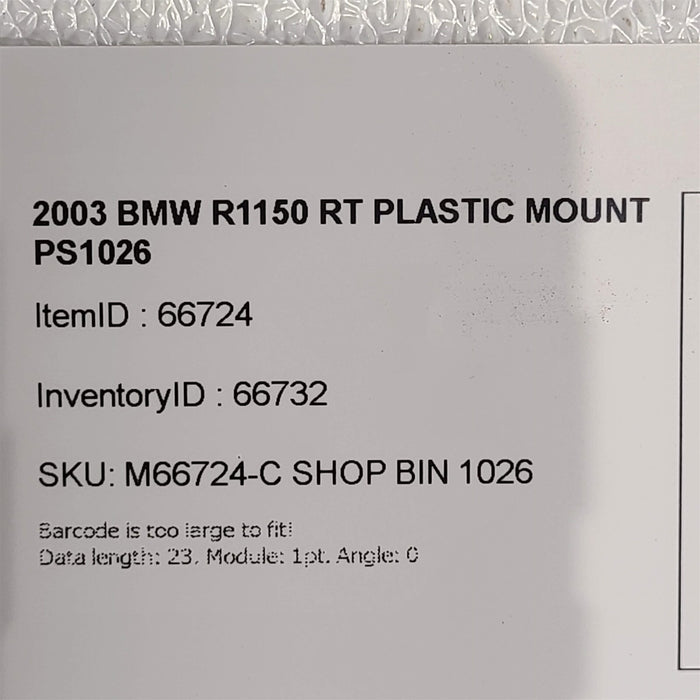 2003 BMW R1150 RT PLASTIC MOUNT
PS1026
ItemID : 66724
InventoryID : 66732
SKU: M66724-C SHOP BIN 1026
Barcode is too large to fit!
Data length: 23, Module: 1pt. Angle: 0